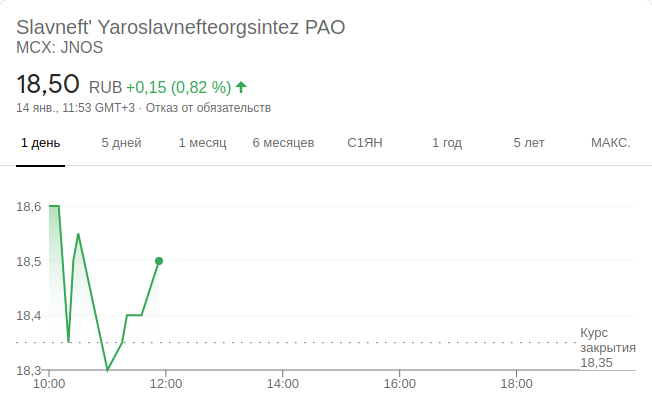 Slavneft' Yaroslavnefteorgsintez PAO
MCX: JNOS
18,50 RUB +0,15 (0,82 %)
14 янв., 11:53 GMT+3 · Отказ от обязательств
1 день 5 дней 1 месяц 6 месяцев С1ЯН 1 год 5 лет МАКС.
18,6
18,5
18,4
18,3
Курс
закрытия
18,35
10:00 12:00 14:00 16:00 18:00